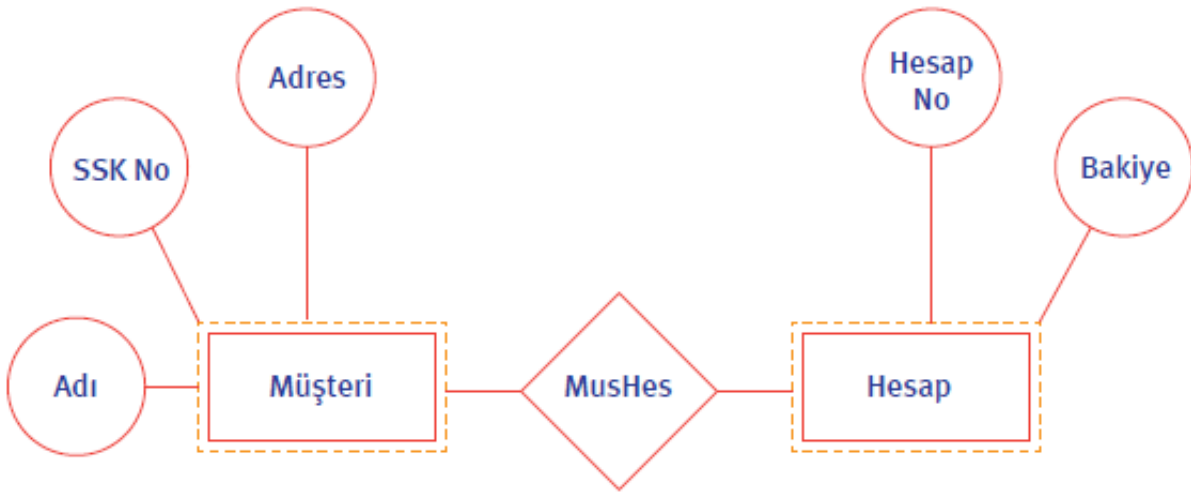 Adres
Hesap
No
SSK No
Bakiye
Adı
Müşteri
MusHes
Hesap